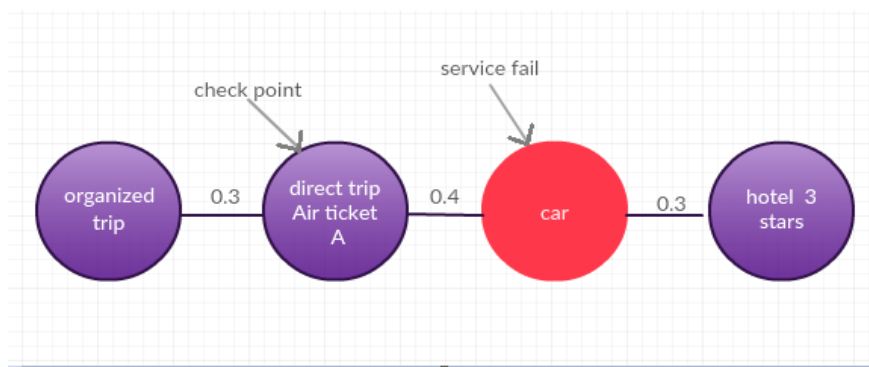 service fail
check point
organized
trip
0.3
direct trip
Air ticket
A
0.4
car
0.3
hotel 3
stars